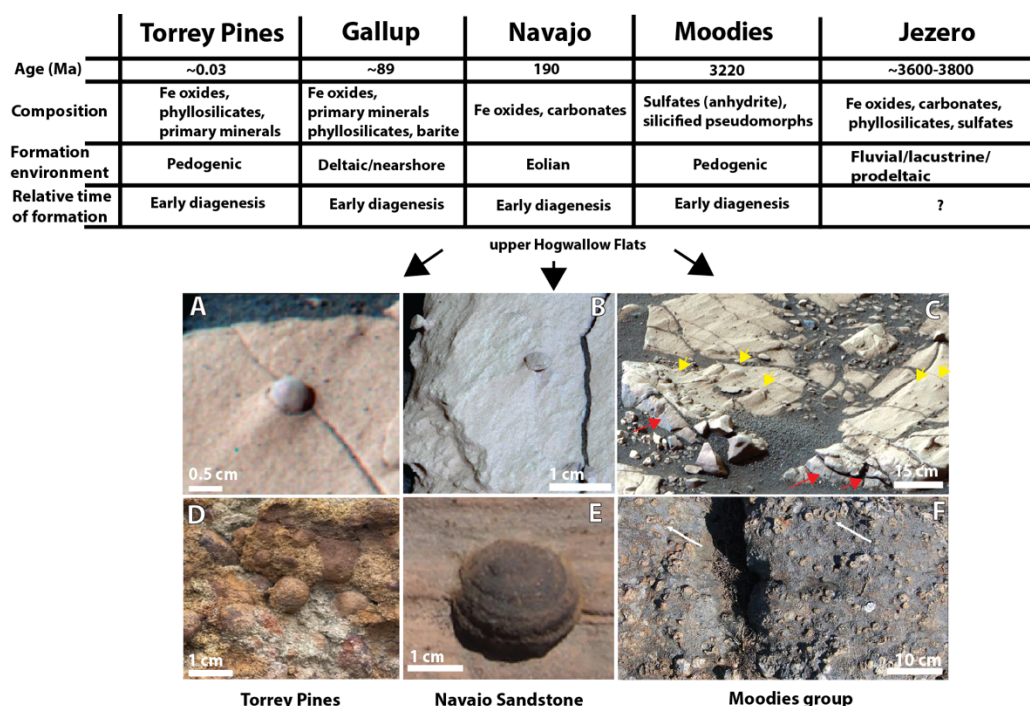 Torrey Pines Gallup Navajo Moodies Jezero
Age (Ma) ~0.03 ~89 190 3220 ~3600-3800
Composition Fe oxides, phyllosilicates, primary minerals Fe oxides, primary minerals phyllosilicates, barite Fe oxides, carbonates Sulfates (anhydrite), silicified pseudomorphs Fe oxides, carbonates, phyllosilicates, sulfates
Formation environment Pedogenic Deltaic/nearshore Eolian Pedogenic Fluvial/lacustrine/ prodeltaic
Relative time of formation Early diagenesis Early diagenesis Early diagenesis Early diagenesis ?
upper Hogwallow Flats
A B C
0.5 cm 1 cm 15 cm
D E F
1 cm 1 cm 10 cm
Torrey Pines Navajo Sandstone Moodies group